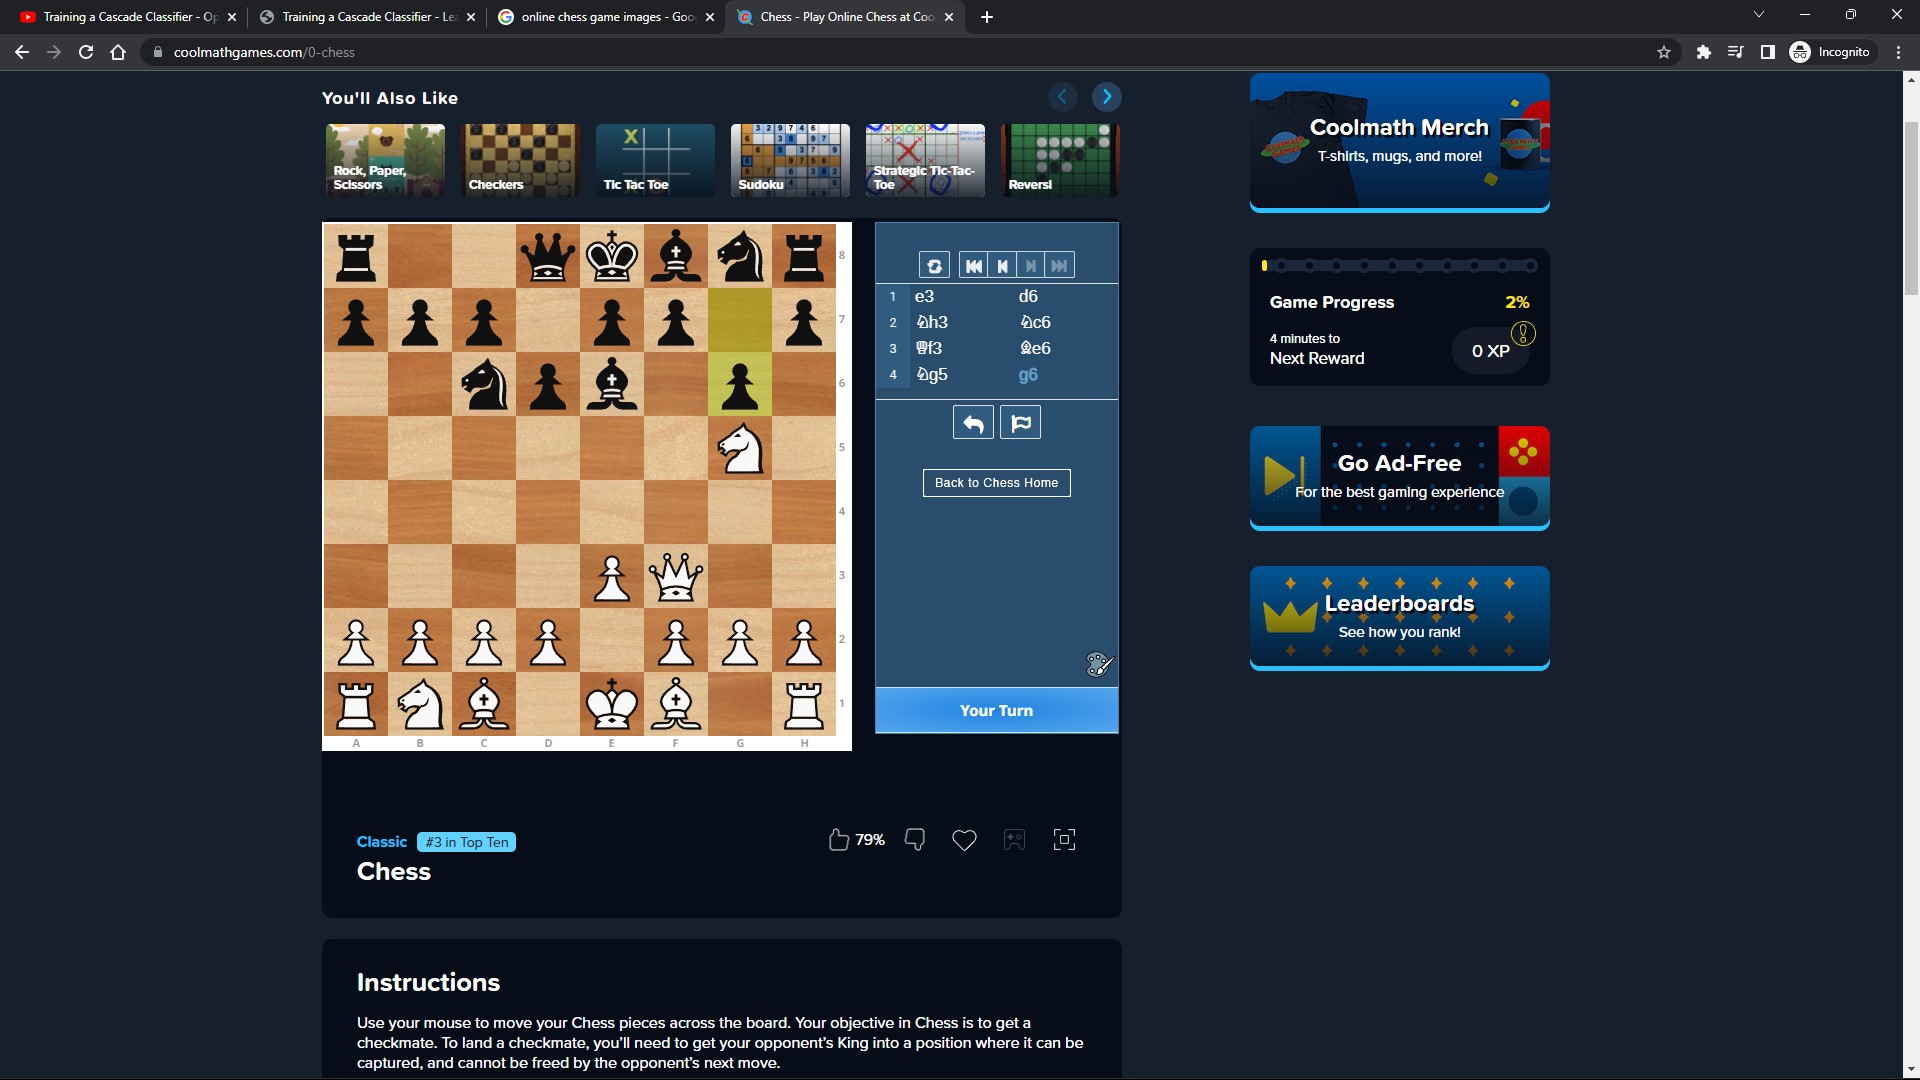 Training a Cascade Classifier - Op
Training a Cascade Classifier - Le
online chess game images - Goo
Chess - Play Online Chess at Coo
coolmathgames.com/0-chess
Incognito
You'll Also Like
Rock, Paper,
Scissors
Checkers
X
Tic Tac Toe
Sudoku
Strategic Tic-Tac-
Toe
Reversi
Coolmath Merch
T-shirts, mugs, and more!
8
7
6
5
4
3
2
1
A B C D E F G H
1 e3 d6
2 ♘h3 ♘c6
3 ♕f3 ♗e6
4 ♘g5 g6
Back to Chess Home
Your Turn
Game Progress 2%
4 minutes to
Next Reward
0 XP
Go Ad-Free
For the best gaming experience
Leaderboards
See how you rank!
Classic #3 in Top Ten
79%
Chess
Instructions
Use your mouse to move your Chess pieces across the board. Your objective in Chess is to get a
checkmate. To land a checkmate, you'll need to get your opponent's King into a position where it can be
captured, and cannot be freed by the opponent's next move.